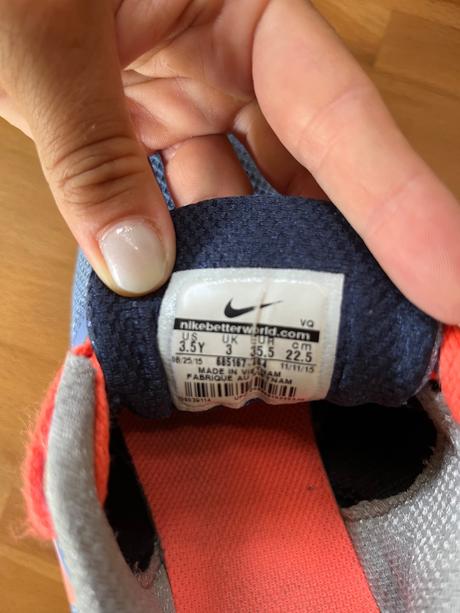 VQ
nikebetterworld.com
US UK EUR cm
3.5Y 3 35.5 22.5
08/25/15 11/11/15
MADE IN VIETNAM
FABRIQUE AU VIETNAM